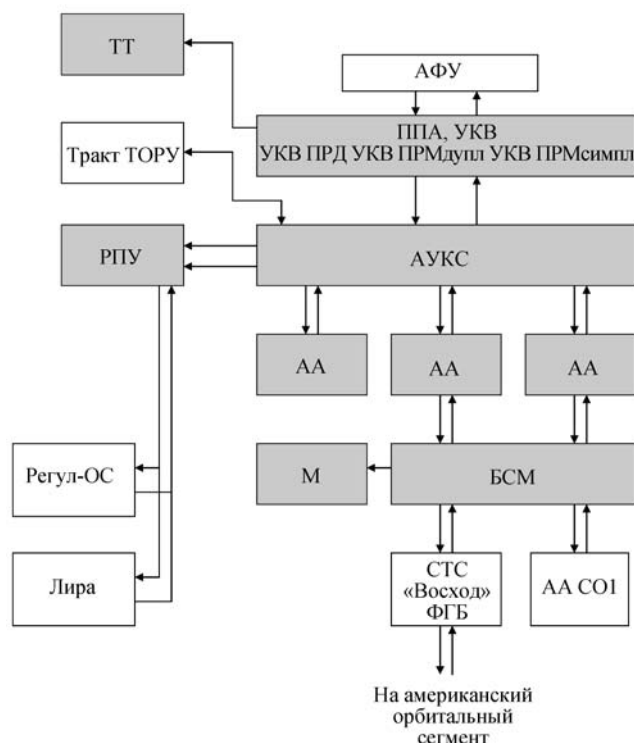 ТТ
АФУ
ППА, УКВ
УКВ ПРД УКВ ПРМдупл УКВ ПРМсимпл
Тракт ТОРУ
РПУ
АУКС
АА
АА
АА
Регул-ОС
М
БСМ
Лира
СТС
«Восход»
ФГБ
АА СО1
На американский
орбитальный
сегмент